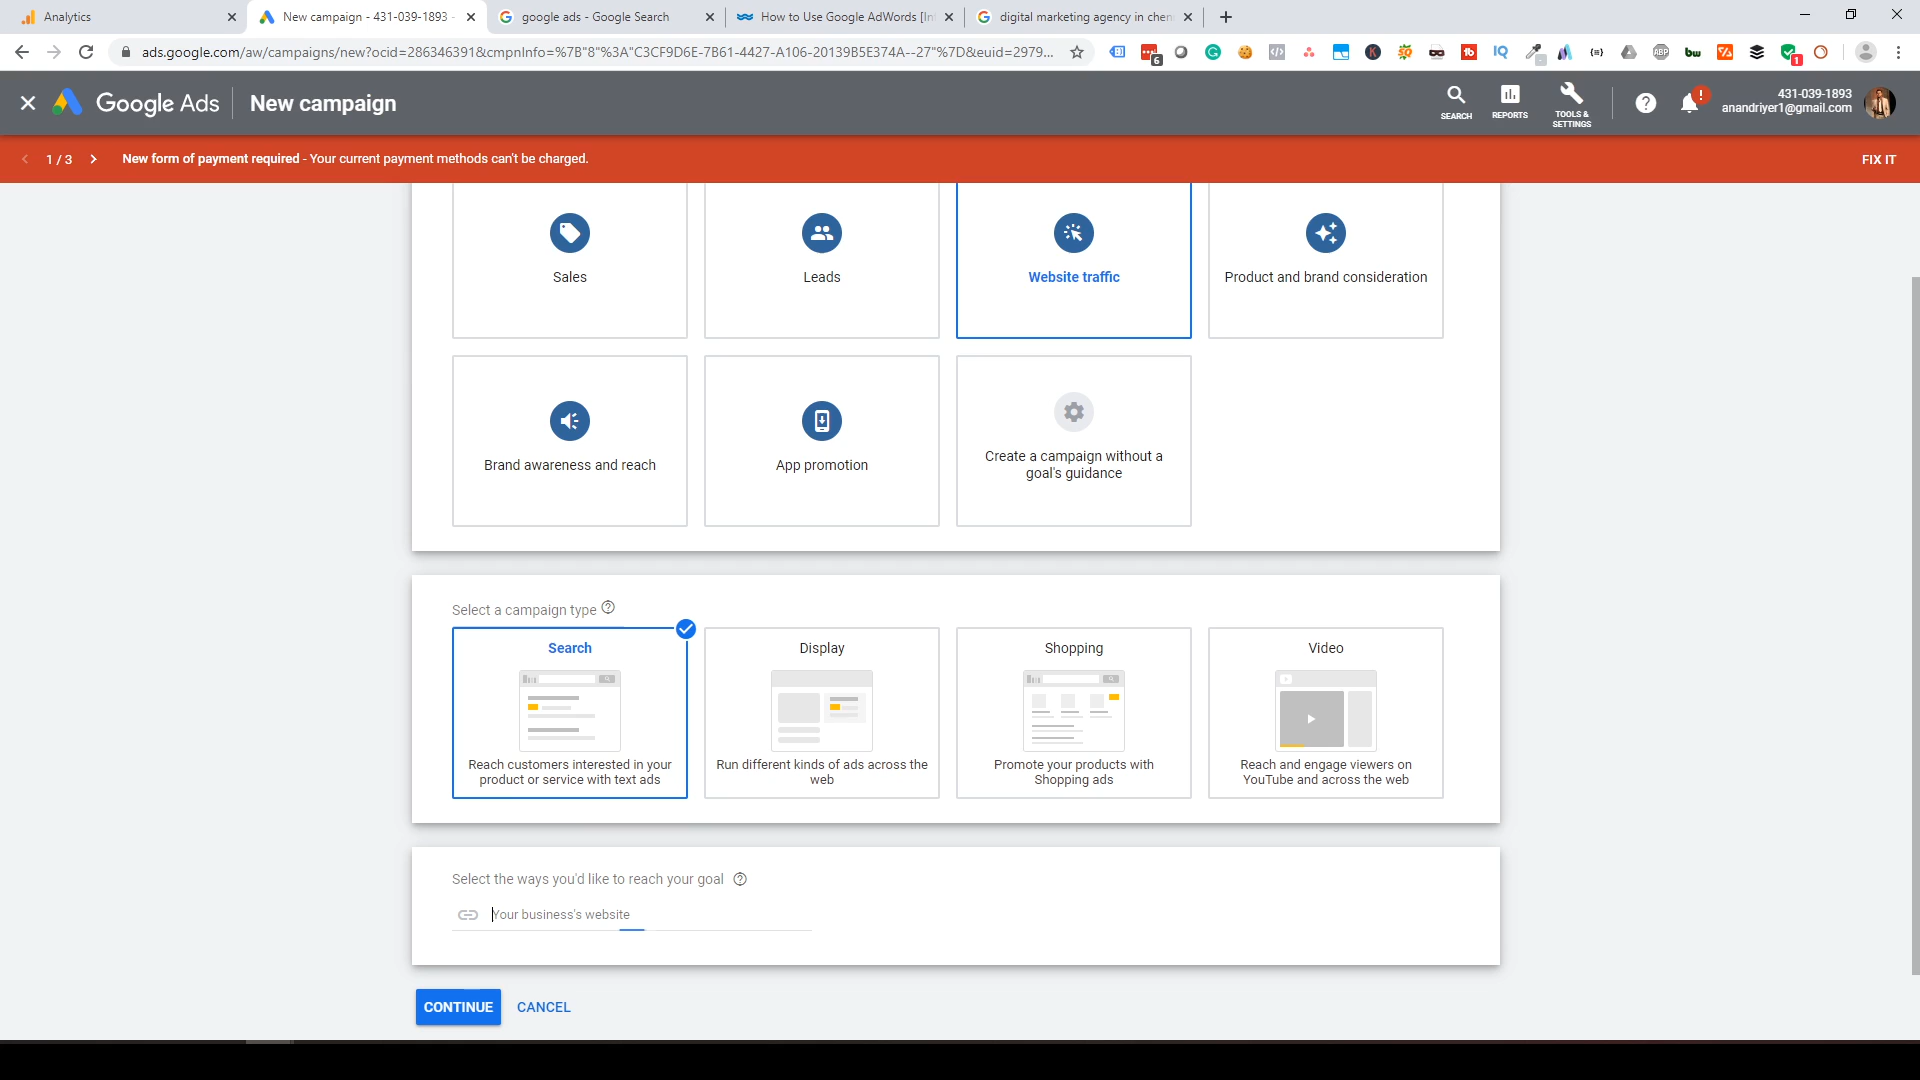 Analytics
New campaign - 431-039-1893 -
google ads - Google Search
How to Use Google AdWords [In
digital marketing agency in chen
ads.google.com/aw/campaigns/new?ocid=286346391&cmpnInfo=%7B"8"%3A"C3CF9D6E-7B61-4427-A106-20139B5E374A--27"%7D&euid=2979...
Google Ads
New campaign
SEARCH
REPORTS
TOOLS &
SETTINGS
431-039-1893
anandriyer1@gmail.com
1 / 3
New form of payment required - Your current payment methods can't be charged.
FIX IT
Sales
Leads
Website traffic
Product and brand consideration
Brand awareness and reach
App promotion
Create a campaign without a
goal's guidance
Select a campaign type
Search
Reach customers interested in your
product or service with text ads
Display
Run different kinds of ads across the
web
Shopping
Promote your products with
Shopping ads
Video
Reach and engage viewers on
YouTube and across the web
Select the ways you'd like to reach your goal
Your business's website
CONTINUE
CANCEL